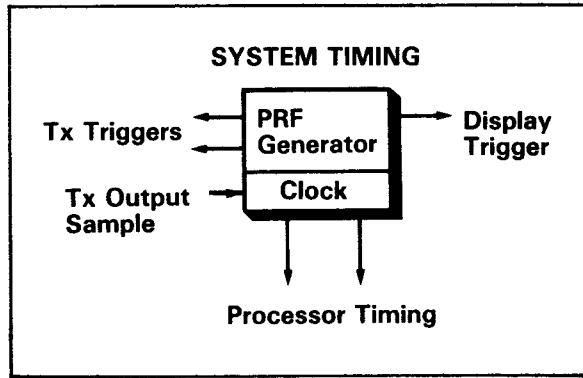 SYSTEM TIMING
Tx Triggers
PRF
Generator
Display
Trigger
Tx Output
Sample
Clock
Processor Timing